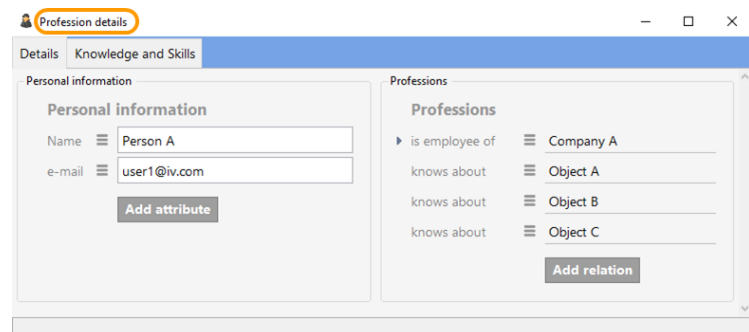 Profession details
Details Knowledge and Skills
Personal information
Personal information
Name Person A
e-mail user1@iv.com
Add attribute
Professions
Professions
is employee of Company A
knows about Object A
knows about Object B
knows about Object C
Add relation